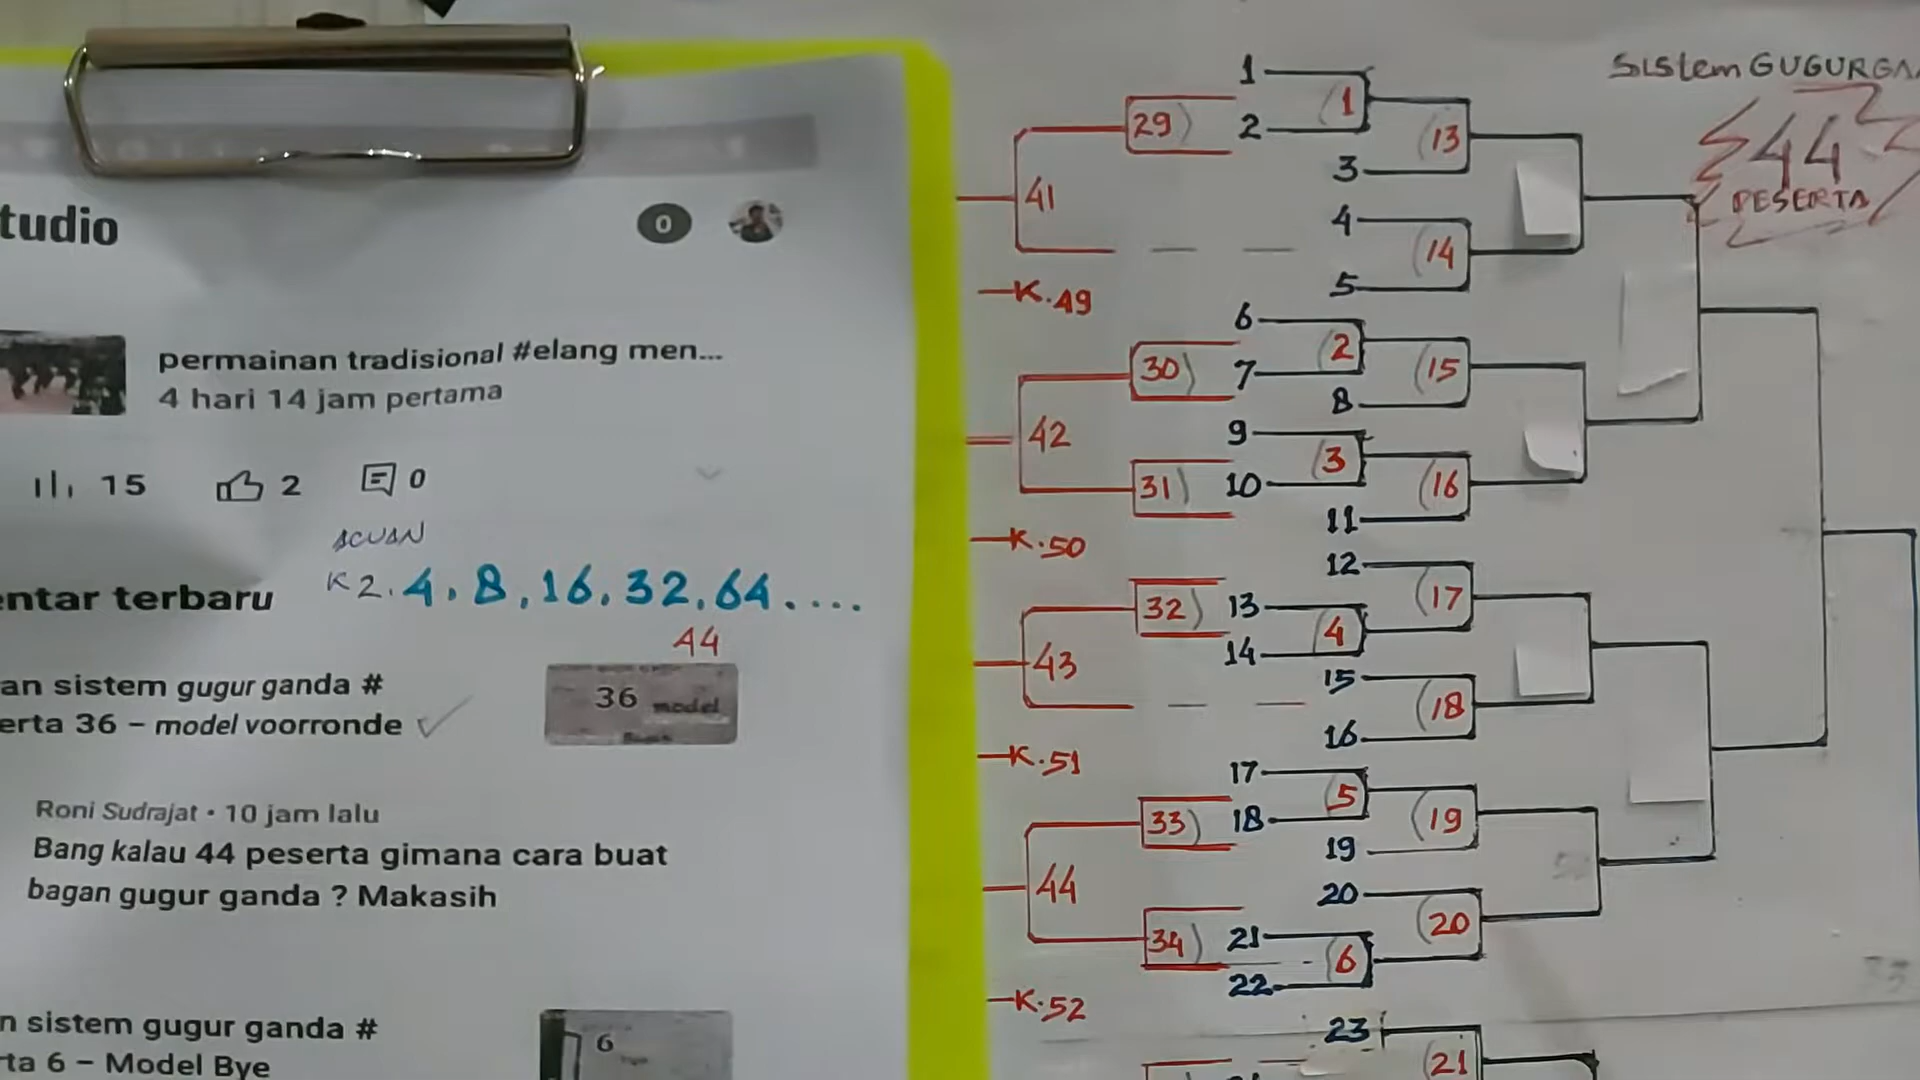 tudio
0
permainan tradisional #elang men...
4 hari 14 jam pertama
15 2 0
ACUAN
entar terbaru
K 2. 4, 8, 16, 32, 64....
44
an sistem gugur ganda #
erta 36 – model voorronde
36 model
Roni Sudrajat • 10 jam lalu
Bang kalau 44 peserta gimana cara buat
bagan gugur ganda ? Makasih
n sistem gugur ganda #
rta 6 – Model Bye
6
SIStem GUGUR GA
44
PESERTA
1
29 2 1 13
3
41
4
14
5
K.49
6
30 7 2 15
8
42
9
31 10 3 16
11
K.50
12
32 13 17
14 4
43
15
18
16
K.51
17
33 18 5 19
19
44
20
34 21 20
22 6
K.52
23
21